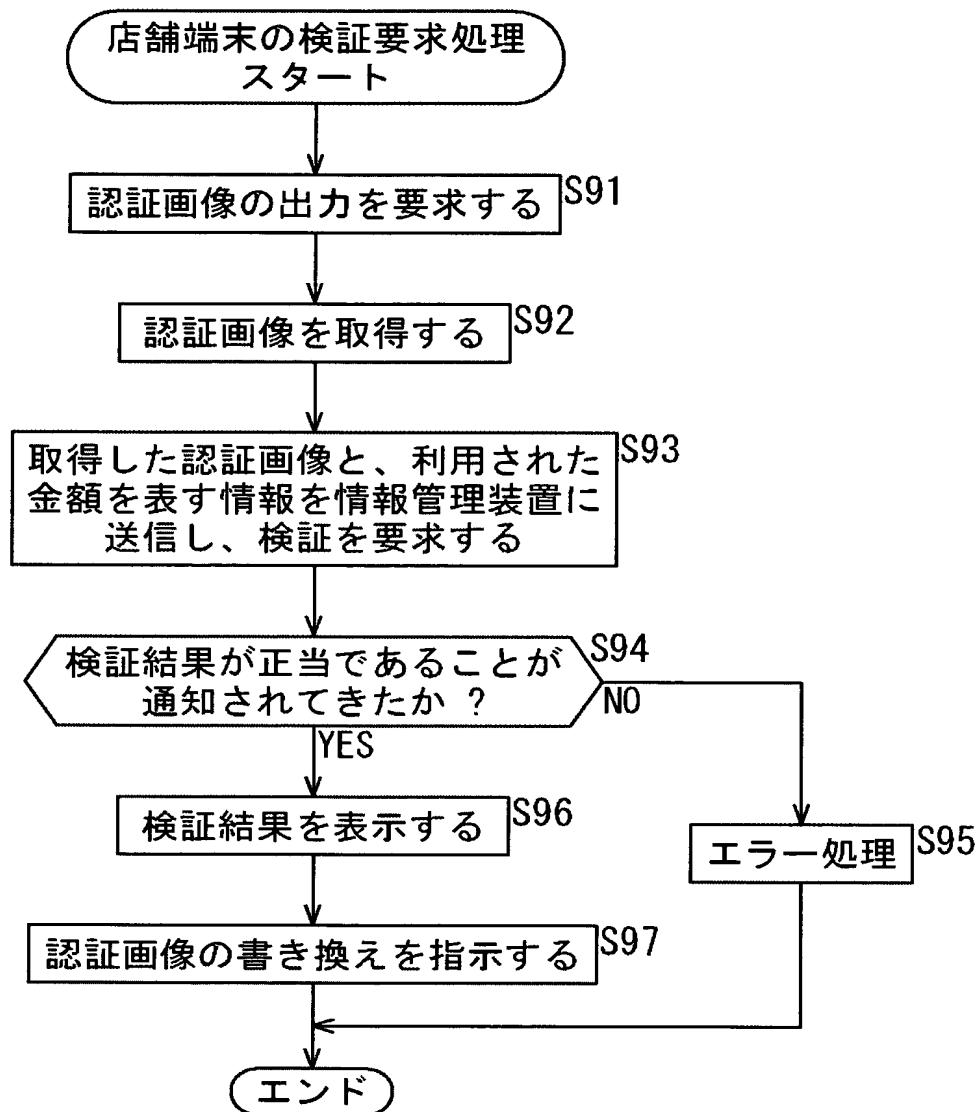 店舗端末の検証要求処理
スタート
認証画像の出力を要求する
S91
認証画像を取得する
S92
取得した認証画像と、利用された
金額を表す情報を情報管理装置に
送信し、検証を要求する
S93
検証結果が正当であることが
通知されてきたか ?
S94
NO
YES
検証結果を表示する
S96
エラー処理
S95
認証画像の書き換えを指示する
S97
エンド